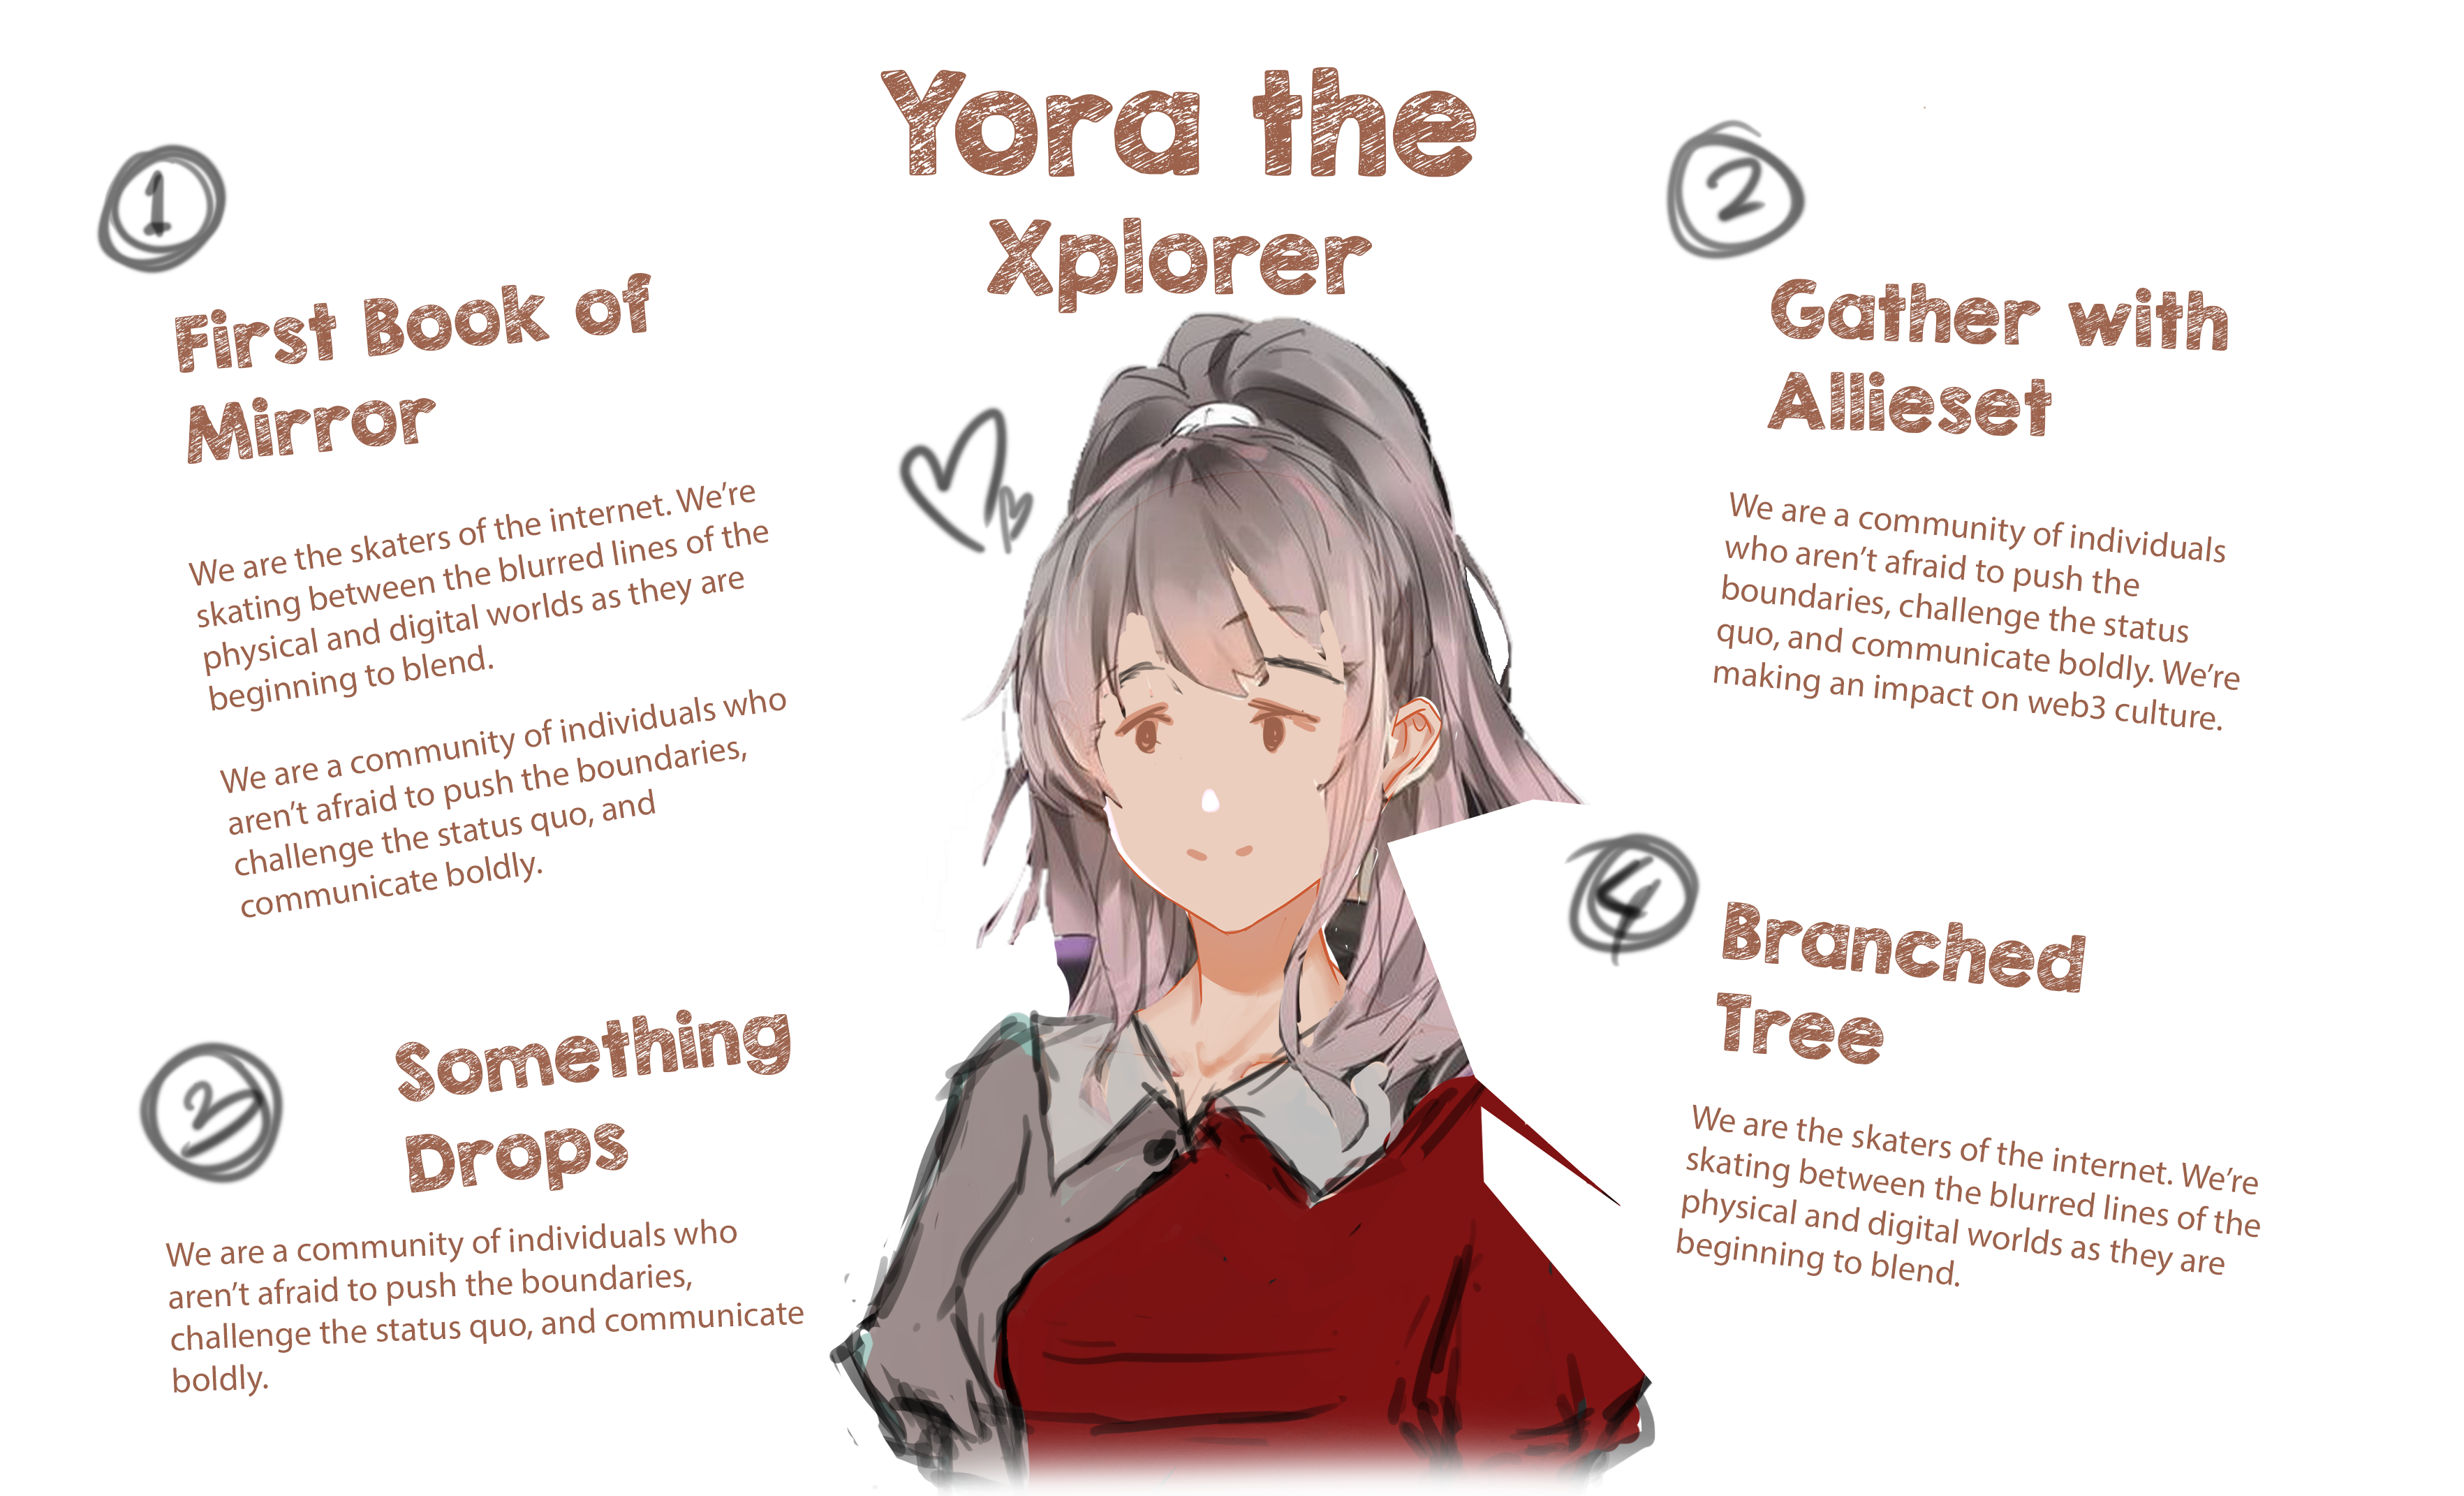 Yora the
Xplorer
1
First Book of
Mirror
We are the skaters of the internet. We're
skating between the blurred lines of the
physical and digital worlds as they are
beginning to blend.
We are a community of individuals who
aren't afraid to push the boundaries,
challenge the status quo, and
communicate boldly.
2
Gather with
Allieset
We are a community of individuals
who aren't afraid to push the
boundaries, challenge the status
quo, and communicate boldly. We're
making an impact on web3 culture.
3
Something
Drops
We are a community of individuals who
aren't afraid to push the boundaries,
challenge the status quo, and communicate
boldly.
4
Branched
Tree
We are the skaters of the internet. We're
skating between the blurred lines of the
physical and digital worlds as they are
beginning to blend.